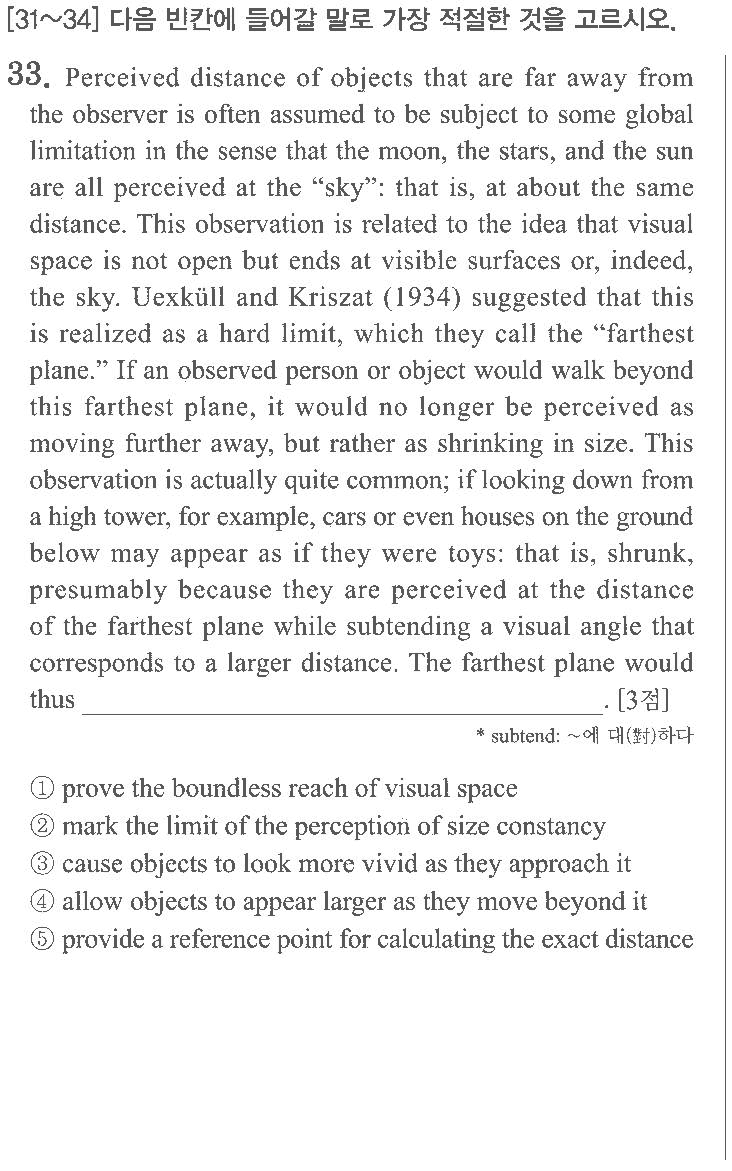 [31～34] 다음 빈칸에 들어갈 말로 가장 적절한 것을 고르시오.
33. Perceived distance of objects that are far away from
the observer is often assumed to be subject to some global
limitation in the sense that the moon, the stars, and the sun
are all perceived at the “sky”: that is, at about the same
distance. This observation is related to the idea that visual
space is not open but ends at visible surfaces or, indeed,
the sky. Uexküll and Kriszat (1934) suggested that this
is realized as a hard limit, which they call the “farthest
plane.” If an observed person or object would walk beyond
this farthest plane, it would no longer be perceived as
moving further away, but rather as shrinking in size. This
observation is actually quite common; if looking down from
a high tower, for example, cars or even houses on the ground
below may appear as if they were toys: that is, shrunk,
presumably because they are perceived at the distance
of the farthest plane while subtending a visual angle that
corresponds to a larger distance. The farthest plane would
thus ______________________________. [3점]
* subtend: ～에 대(對)하다
① prove the boundless reach of visual space
② mark the limit of the perception of size constancy
③ cause objects to look more vivid as they approach it
④ allow objects to appear larger as they move beyond it
⑤ provide a reference point for calculating the exact distance